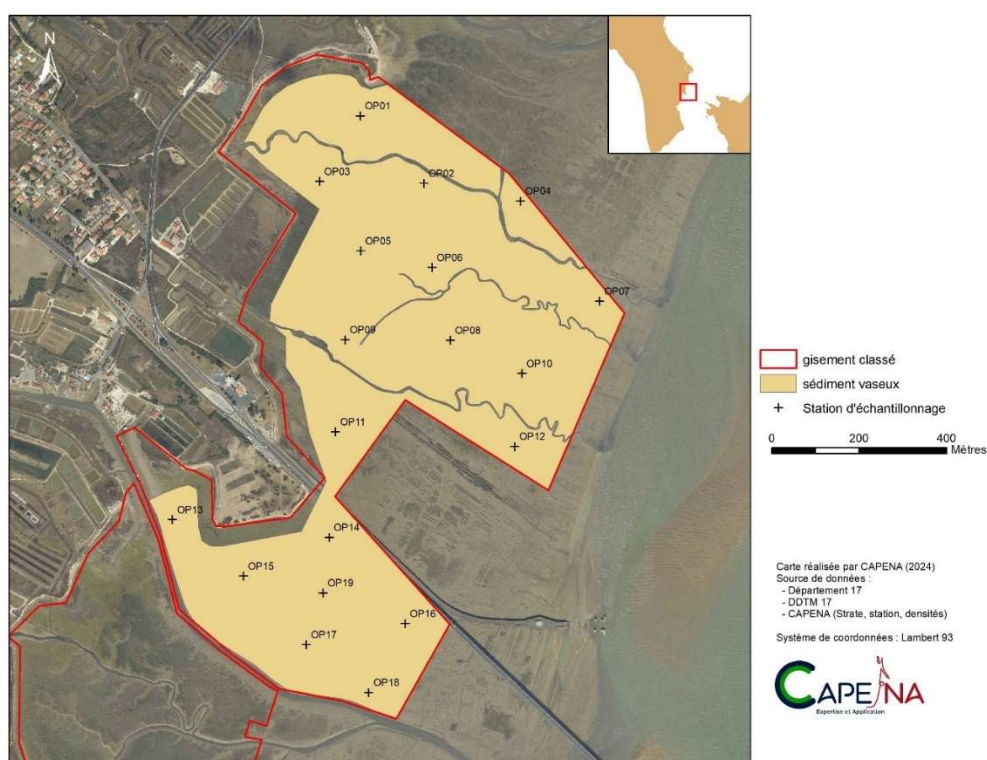 N
OP01
OP03
OP02
OP04
OP05
OP06
OP07
OP09
OP08
OP10
OP11
OP12
OP13
OP14
OP15
OP19
OP16
OP17
OP18
gisement classé
sédiment vaseux
Station d'échantillonnage
0 200 400
Mètres
Carte réalisée par CAPENA (2024)
Source de données :
- Département 17
- DDTM 17
- CAPENA (Strate, station, densités)
Système de coordonnées : Lambert 93
CAPENA
Expertise et Application